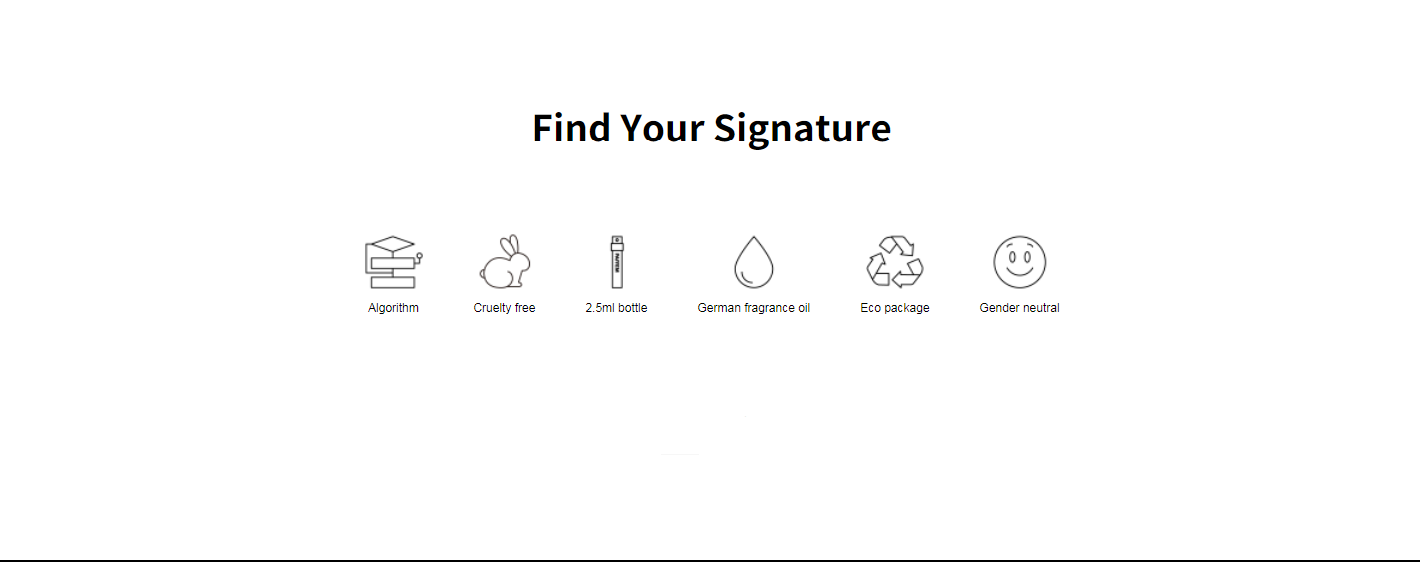 Find Your Signature
Algorithm
Cruelty free
2.5ml bottle
German fragrance oil
Eco package
Gender neutral